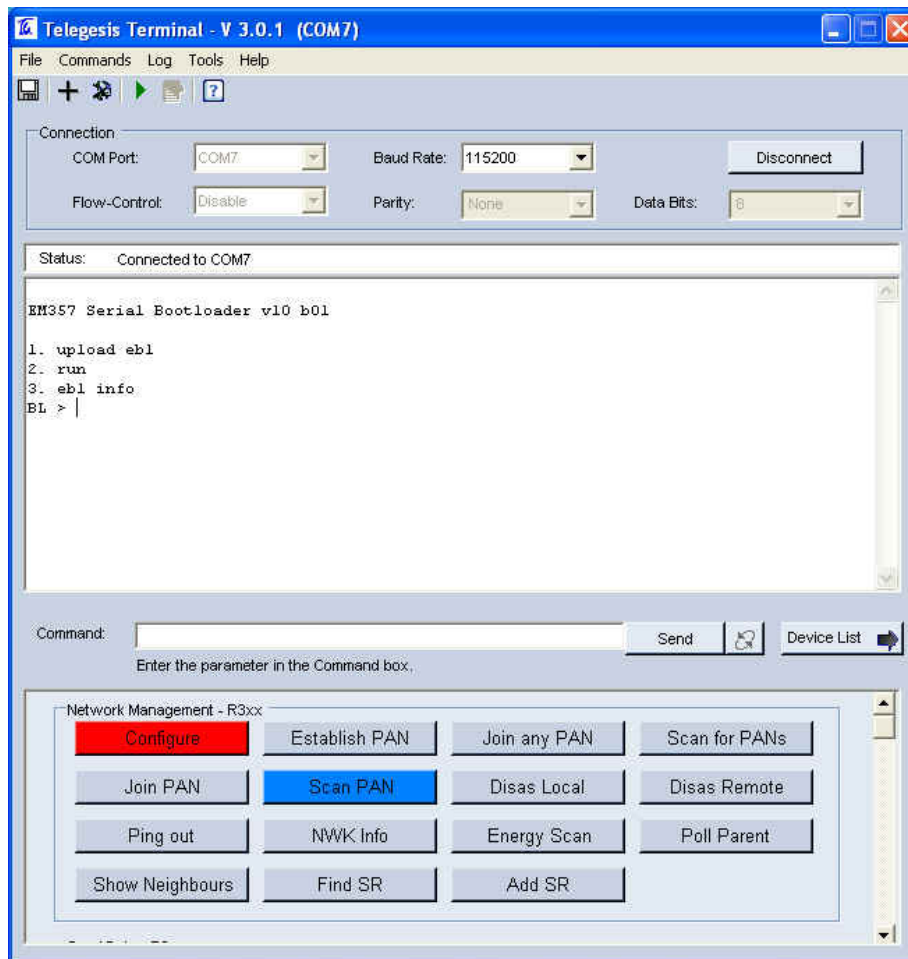 Telegesis Terminal - V 3.0.1 (COM7)
File Commands Log Tools Help
Connection
COM Port: COM7 Baud Rate: 115200 Disconnect
Flow-Control: Disable Parity: None Data Bits: 8
Status: Connected to COM7
EM357 Serial Bootloader v10 b01
1. upload ebl
2. run
3. ebl info
BL >
Command: Send Device List
Enter the parameter in the Command box.
Network Management - R3xx
Configure Establish PAN Join any PAN Scan for PANs
Join PAN Scan PAN Disas Local Disas Remote
Ping out NWK Info Energy Scan Poll Parent
Show Neighbours Find SR Add SR